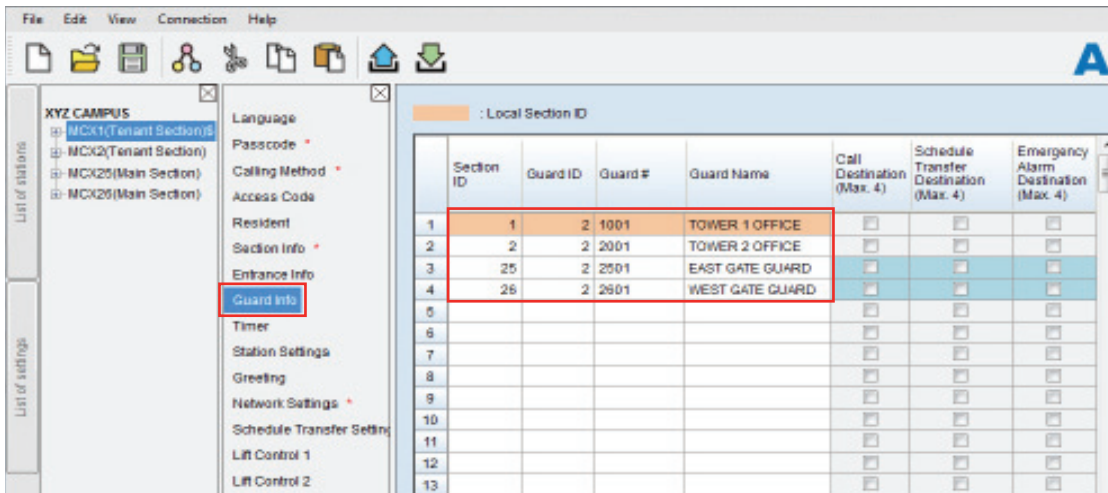 File Edit View Connection Help
A
List of stations
List of settings
XYZ CAMPUS
MCX1(Tenant Section)$
MCX2(Tenant Section)
MCX25(Main Section)
MCX26(Main Section)
Language
Passcode *
Calling Method *
Access Code
Resident
Section Info *
Entrance Info
Guard Info
Timer
Station Settings
Greeting
Network Settings *
Schedule Transfer Setting
Lift Control 1
Lift Control 2
: Local Section ID
Section ID Guard ID Guard # Guard Name Call Destination (Max. 4) Schedule Transfer Destination (Max. 4) Emergency Alarm Destination (Max. 4)
1 1 2 1001 TOWER 1 OFFICE
2 2 2 2001 TOWER 2 OFFICE
3 25 2 2501 EAST GATE GUARD
4 26 2 2601 WEST GATE GUARD
5
6
7
8
9
10
11
12
13